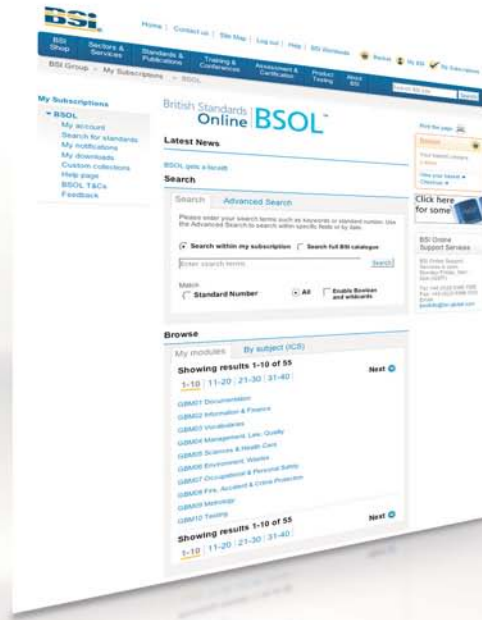 BSi.
Home | Contact us | Site Map | Log out | Help | BSI Worldwide
Basket
My BSI
My Subscriptions
BSI Shop
Sectors & Services
Standards & Publications
Training & Conferences
Assessment & Certification
Product Testing
About BSI
Search
BSI Group > My Subscriptions > BSOL
My Subscriptions
BSOL
My account
Search for standards
My notifications
My downloads
Custom collections
Help page
BSOL T&Cs
Feedback
British Standards Online BSOL™
Latest News
BSOL gets a facelift
Search
Search
Advanced Search
Please enter your search terms such as keywords or standard number. Use
the Advanced Search to search within specific fields or by date.
Search within my subscription
Search full BSI catalogue
Enter search terms
Search
Match
Standard Number
All
Enable Boolean
and wildcards
Browse
My modules
By subject (ICS)
Showing results 1-10 of 55
Next
1-10 | 11-20 | 21-30 | 31-40 |
GBM01 Documentation
GBM02 Information & Finance
GBM03 Vocabularies
GBM04 Management, Law, Quality
GBM05 Sciences & Health Care
GBM06 Environment, Wastes
GBM07 Occupational & Personal Safety
GBM08 Fire, Accident & Crime Protection
GBM09 Metrology
GBM10 Testing
Showing results 1-10 of 55
Next
1-10 | 11-20 | 21-30 | 31-40 |
Print the page
Click here
for some
BSI Online
Support Services